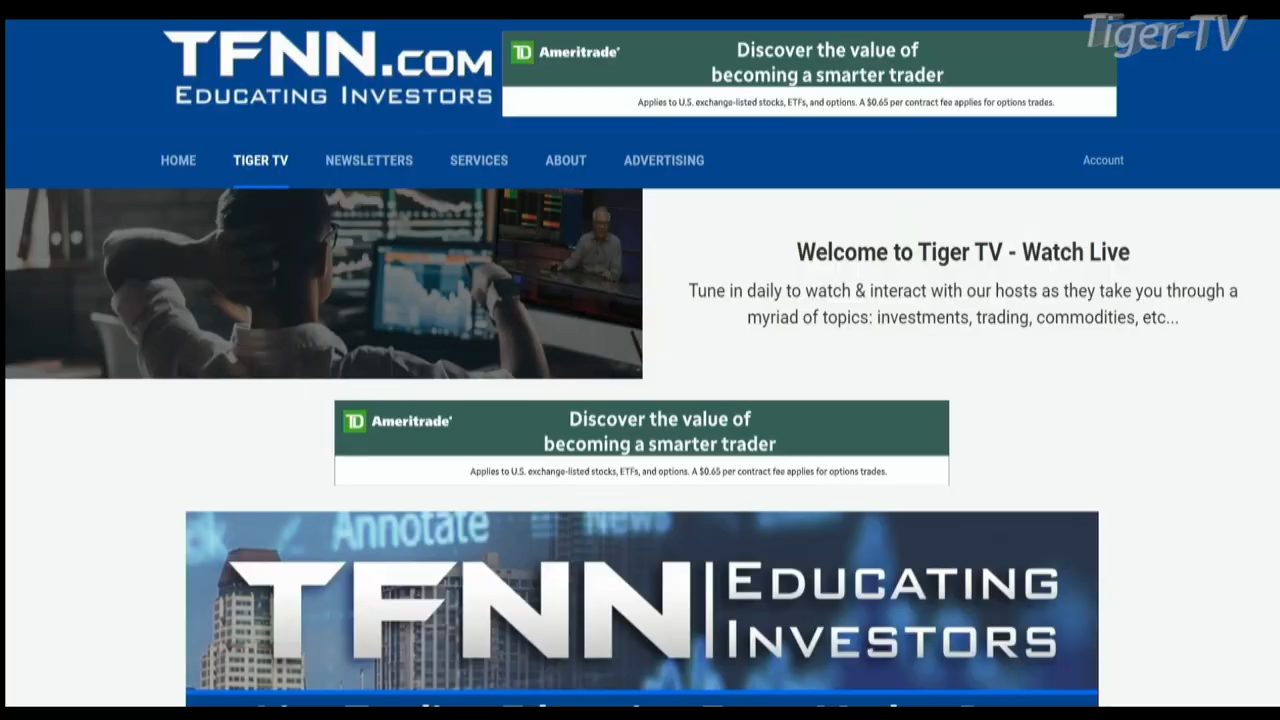 Tiger-TV
TFNN.COM
EDUCATING INVESTORS
TD Ameritrade
Discover the value of
becoming a smarter trader
Applies to U.S. exchange-listed stocks, ETFs, and options. A $0.65 per contract fee applies for options trades.
HOME TIGER TV NEWSLETTERS SERVICES ABOUT ADVERTISING Account
Welcome to Tiger TV - Watch Live
Tune in daily to watch & interact with our hosts as they take you through a
myriad of topics: investments, trading, commodities, etc...
TD Ameritrade
Discover the value of
becoming a smarter trader
Applies to U.S. exchange-listed stocks, ETFs, and options. A $0.65 per contract fee applies for options trades.
Annotate News
TFNN EDUCATING
INVESTORS